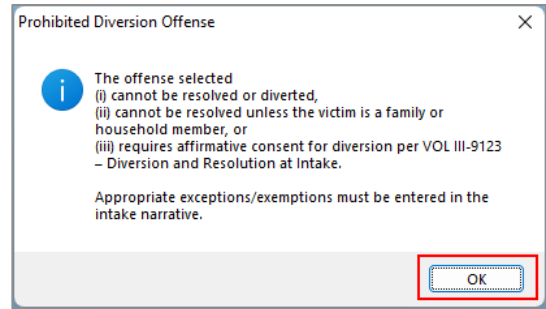 Prohibited Diversion Offense
The offense selected
(i) cannot be resolved or diverted,
(ii) cannot be resolved unless the victim is a family or
household member, or
(iii) requires affirmative consent for diversion per VOL III-9123
– Diversion and Resolution at Intake.
Appropriate exceptions/exemptions must be entered in the
intake narrative.
OK